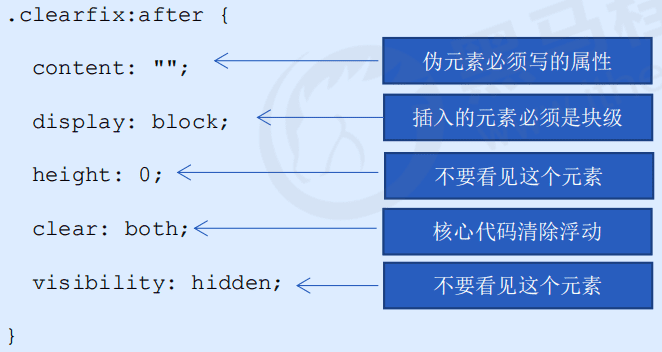 .clearfix:after {
content: "";
伪元素必须写的属性
display: block;
插入的元素必须是块级
height: 0;
不要看见这个元素
clear: both;
核心代码清除浮动
visibility: hidden;
不要看见这个元素
}